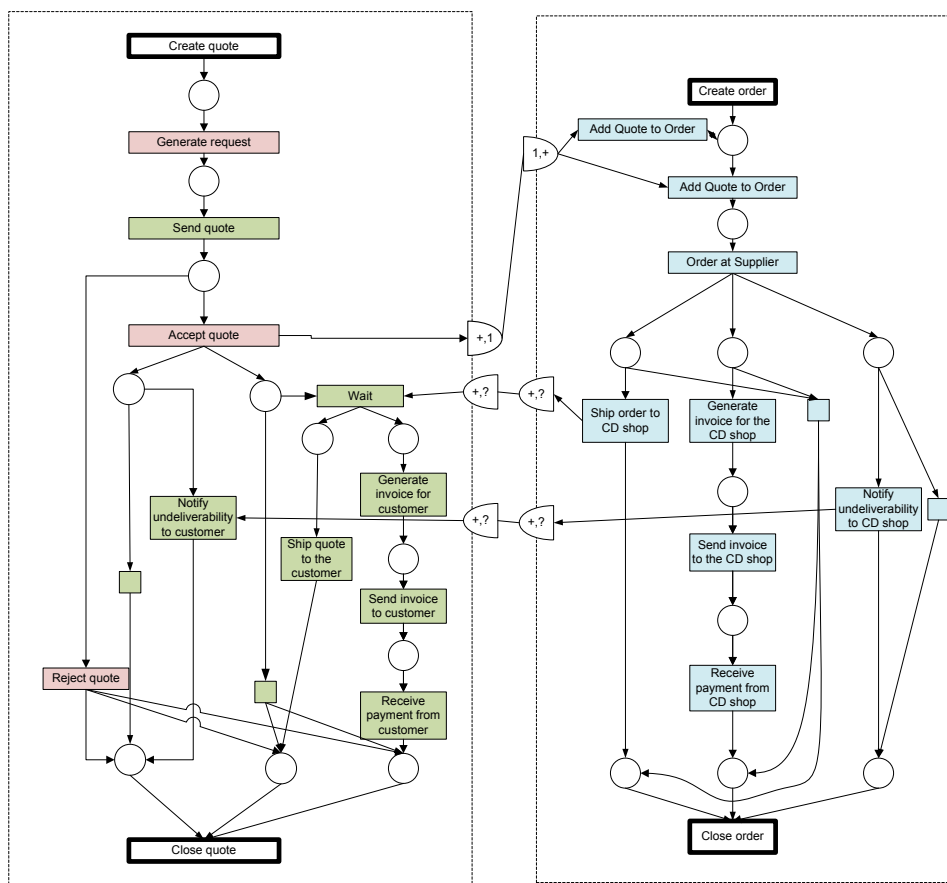 Create quote
Generate request
Send quote
Accept quote
+,1
Wait
Generate
invoice for
customer
Notify
undeliverability
to customer
Ship quote
to the
customer
Send invoice
to customer
Reject quote
Receive
payment from
customer
Close quote
1,+
+,?
+,?
+,?
+,?
Create order
Add Quote to Order
Add Quote to Order
Order at Supplier
Ship order to
CD shop
Generate
invoice for the
CD shop
Notify
undeliverability
to CD shop
Send invoice
to the CD shop
Receive
payment from
CD shop
Close order